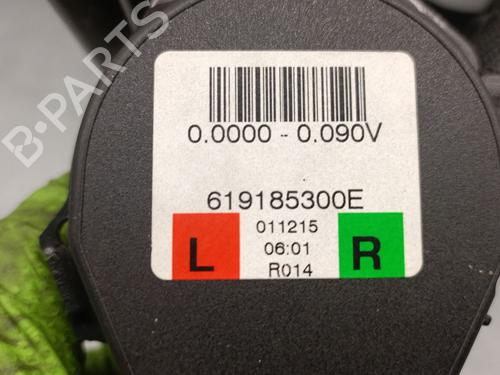 0.0000 - 0.090V
619185300E
011215
L 06:01 R
R014
B-PARTS